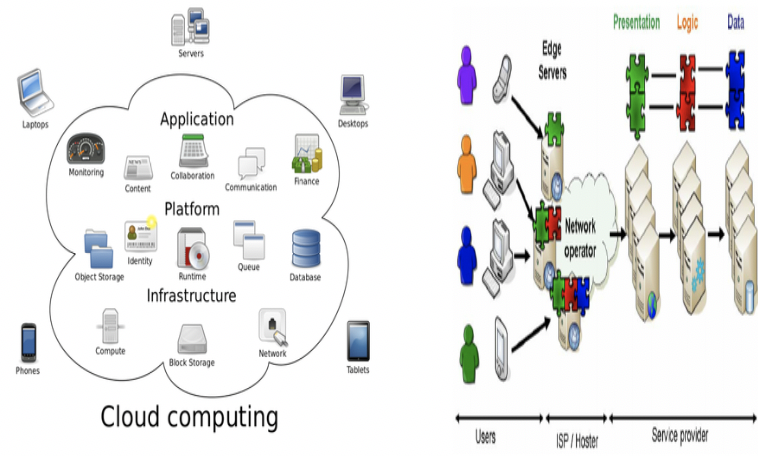 Servers
Laptops
Desktops
Application
Monitoring
Content
Collaboration
Communication
Finance
Platform
Object Storage
Identity
Runtime
Queue
Database
Infrastructure
Compute
Block Storage
Network
Phones
Tablets
Cloud computing
Presentation Logic Data
Edge
Servers
Network
operator
Users
ISP / Hoster
Service provider